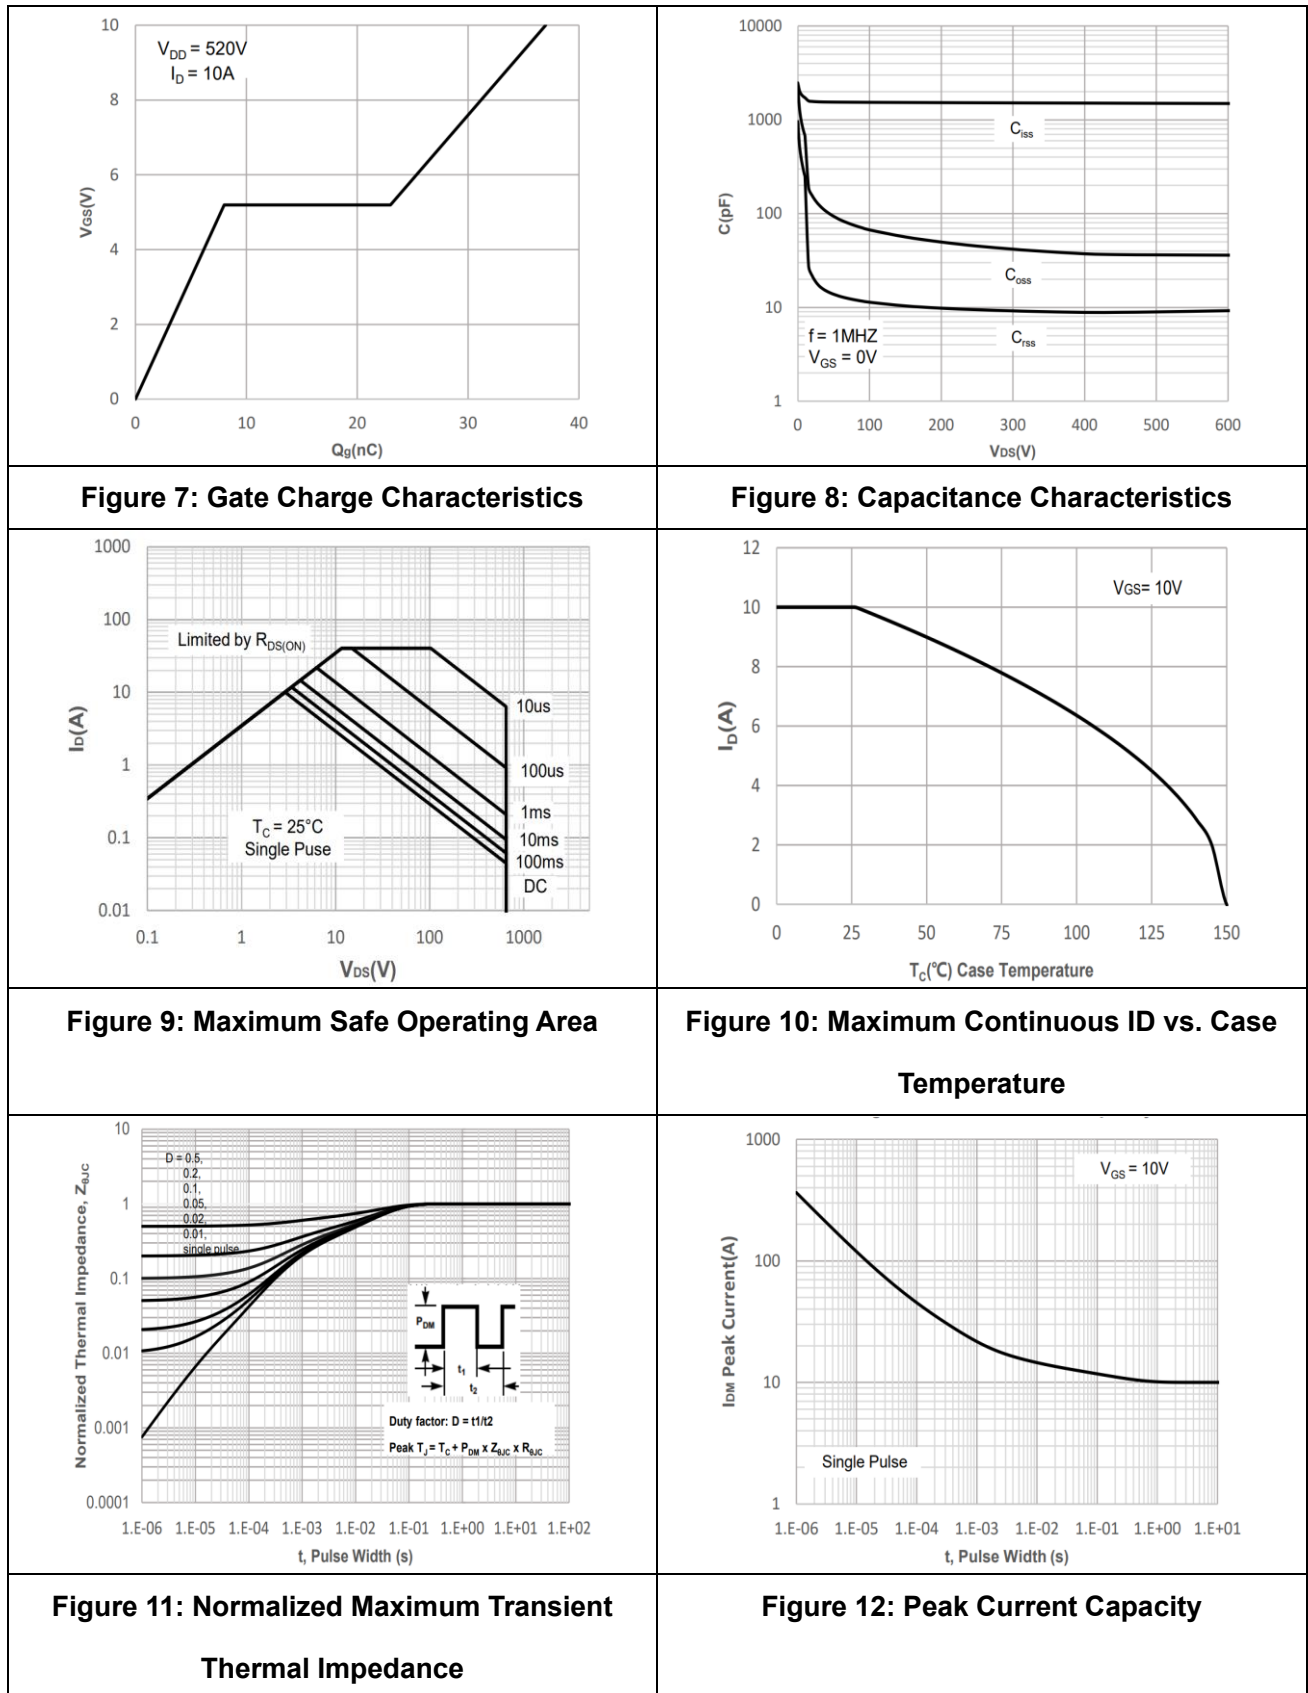 10
8
6
4
2
0
V_GS(V)
V_DD = 520V
I_D = 10A
0 10 20 30 40
Q_g(nC)
10000
1000
100
10
1
C(pF)
C_iss
C_oss
C_rss
f = 1MHZ
V_GS = 0V
0 100 200 300 400 500 600
V_DS(V)
Figure 7: Gate Charge Characteristics
Figure 8: Capacitance Characteristics
1000
100
10
1
0.1
0.01
I_D(A)
Limited by R_DS(ON)
T_C = 25°C
Single Puse
10us
100us
1ms
10ms
100ms
DC
0.1 1 10 100 1000
V_DS(V)
12
10
8
6
4
2
0
I_D(A)
V_GS= 10V
0 25 50 75 100 125 150
T_C(℃) Case Temperature
Figure 9: Maximum Safe Operating Area
Figure 10: Maximum Continuous ID vs. Case
Temperature
10
1
0.1
0.01
0.001
0.0001
Normalized Thermal Impedance, Z_θJC
D = 0.5,
0.2,
0.1,
0.05,
0.02,
0.01,
single pulse
P_DM
t_1
t_2
Duty factor: D = t1/t2
Peak T_J = T_C + P_DM x Z_θJC x R_θJC
1.E-06 1.E-05 1.E-04 1.E-03 1.E-02 1.E-01 1.E+00 1.E+01 1.E+02
t, Pulse Width (s)
1000
100
10
1
I_DM Peak Current(A)
V_GS = 10V
Single Pulse
1.E-06 1.E-05 1.E-04 1.E-03 1.E-02 1.E-01 1.E+00 1.E+01
t, Pulse Width (s)
Figure 11: Normalized Maximum Transient
Thermal Impedance
Figure 12: Peak Current Capacity